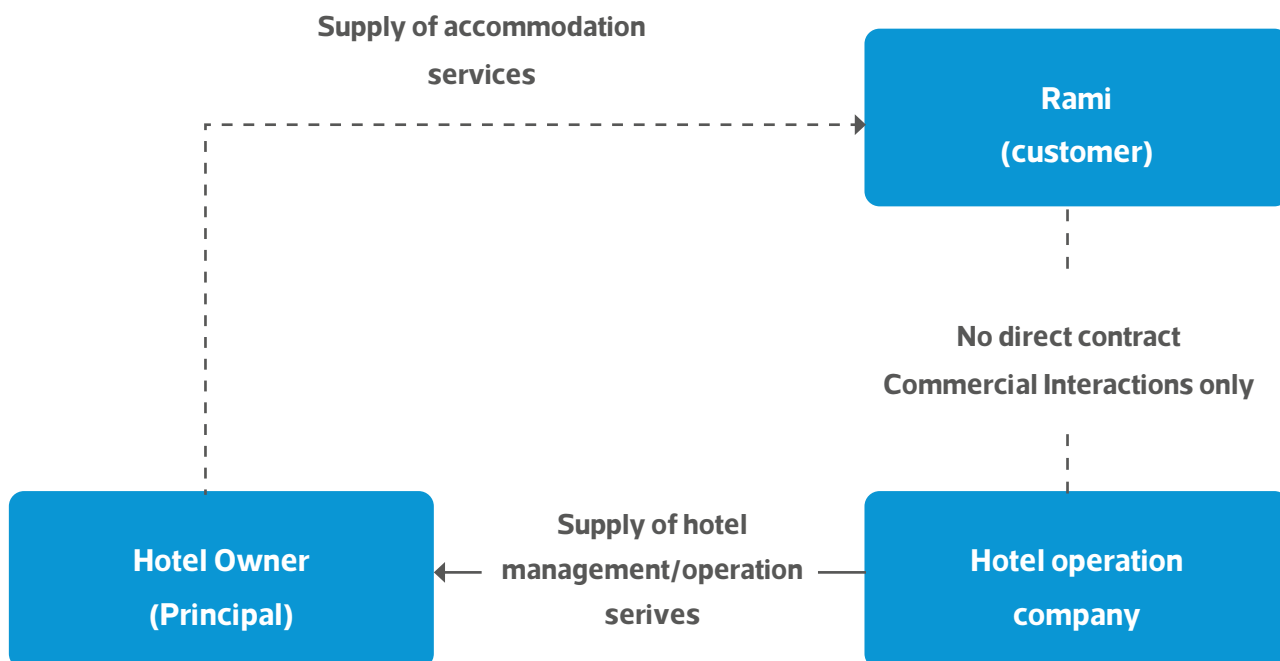 Supply of accommodation
services
Rami
(customer)
No direct contract
Commercial Interactions only
Hotel Owner
(Principal)
Supply of hotel
management/operation
serives
Hotel operation
company